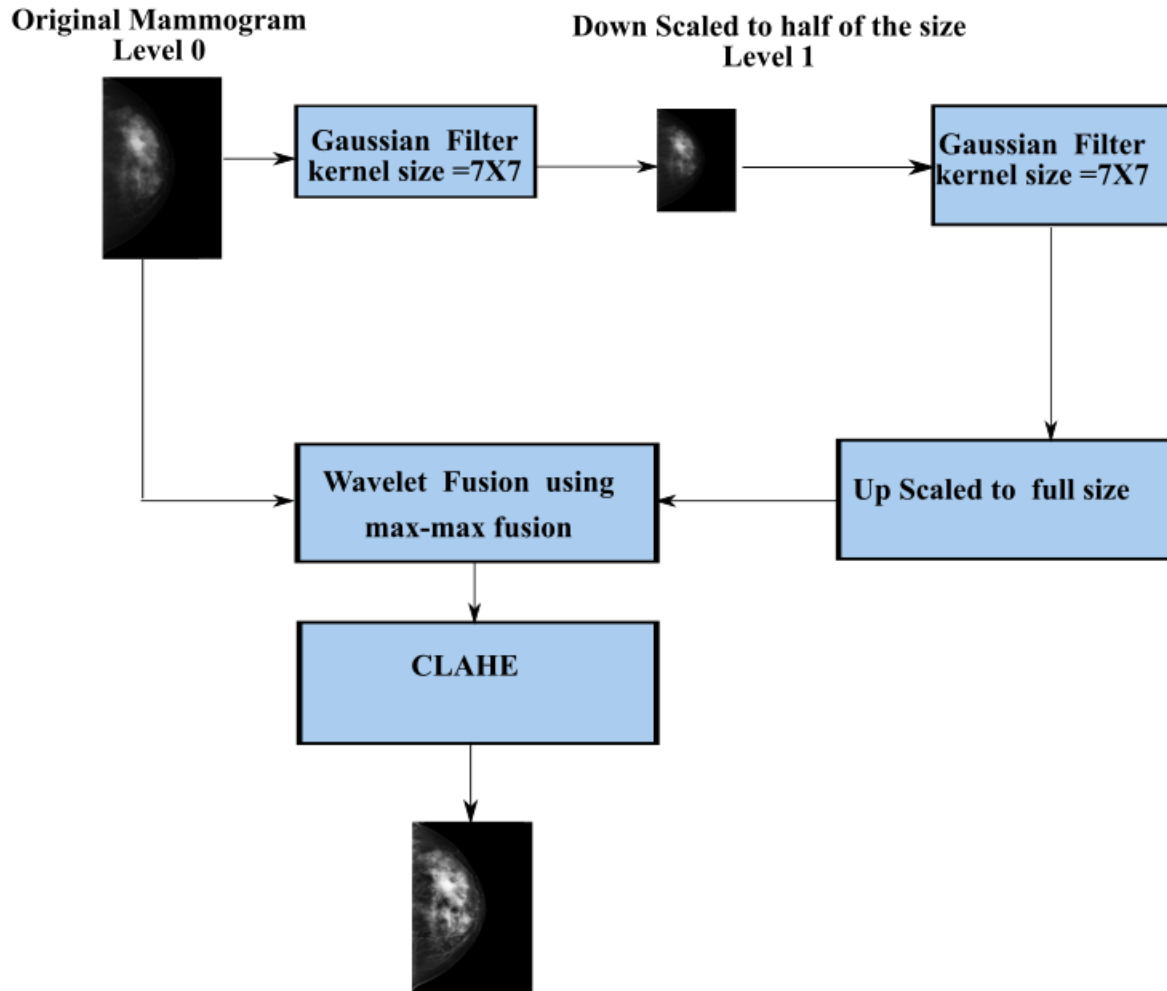 Original Mammogram
Level 0
Down Scaled to half of the size
Level 1
Gaussian Filter
kernel size =7X7
Gaussian Filter
kernel size =7X7
Wavelet Fusion using
max-max fusion
Up Scaled to full size
CLAHE